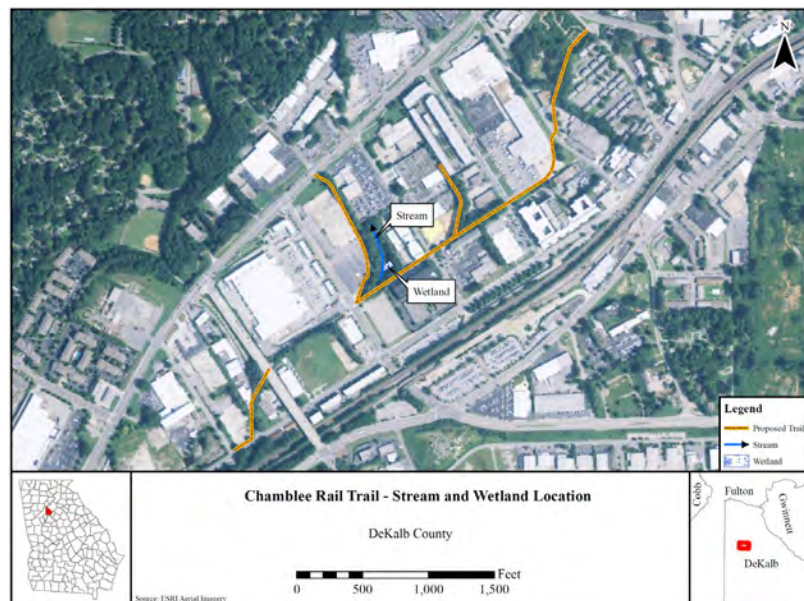 N
Stream
Wetland
Legend
Proposed Trail
Stream
Wetland
Chamblee Rail Trail - Stream and Wetland Location
DeKalb County
Feet
0 500 1,000 1,500
Source: ESRI Aerial Imagery
Cobb
Fulton
Gwinnett
DeKalb